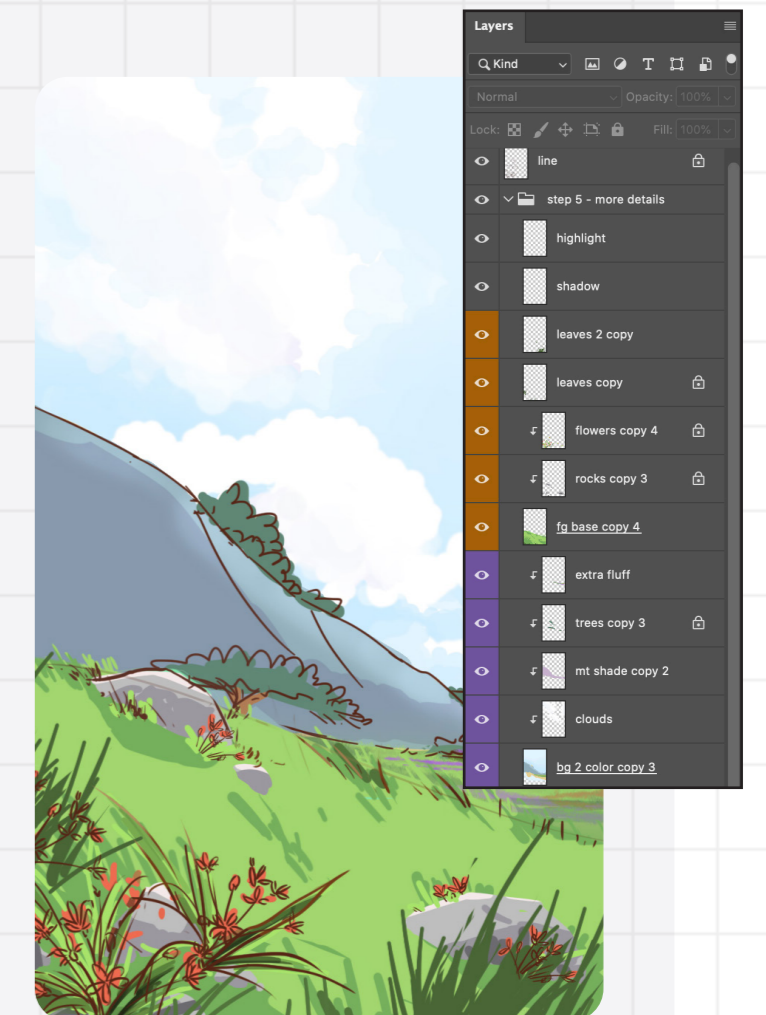 Layers
Kind
Normal Opacity: 100%
Lock: Fill: 100%
line
step 5 - more details
highlight
shadow
leaves 2 copy
leaves copy
flowers copy 4
rocks copy 3
fg base copy 4
extra fluff
trees copy 3
mt shade copy 2
clouds
bg 2 color copy 3